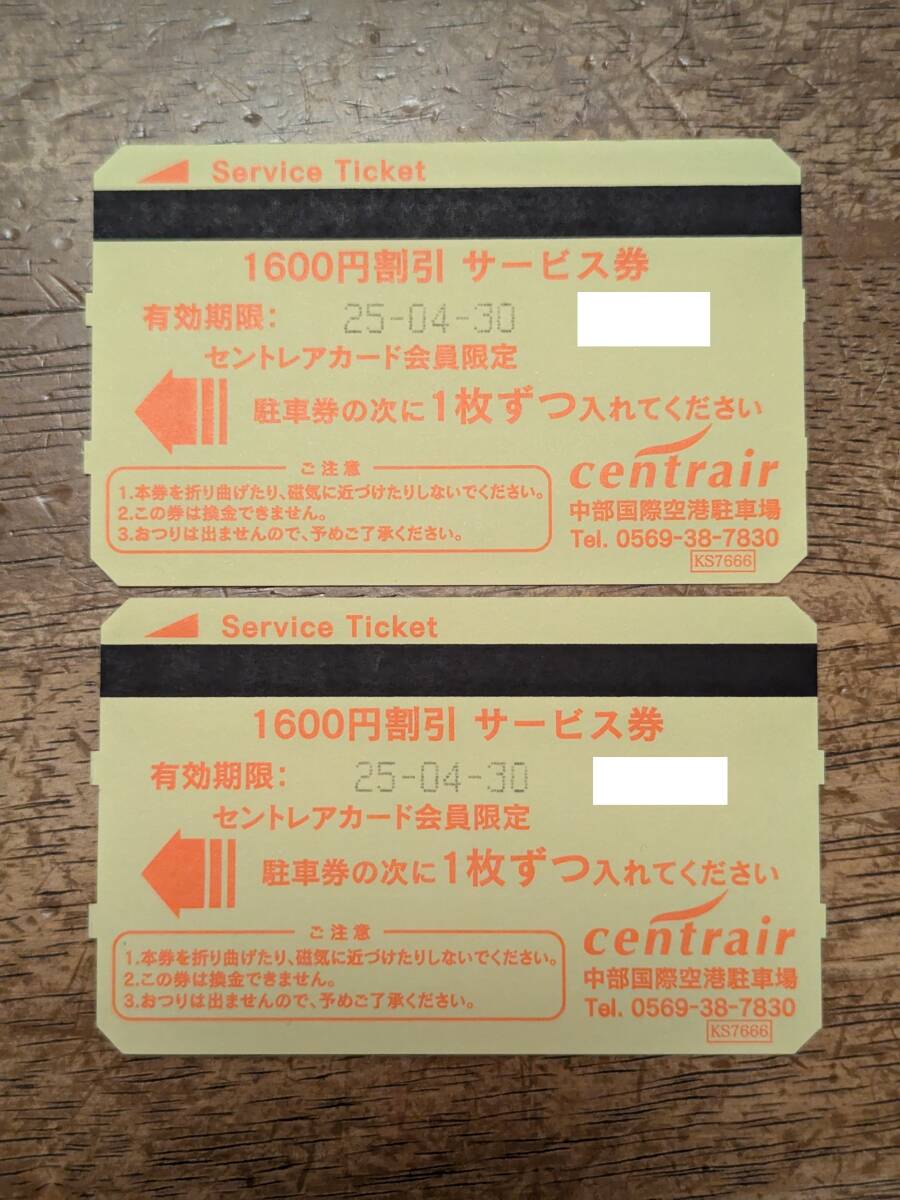 Service Ticket
1600円割引 サービス券
有効期限: 25-04-30
セントレアカード会員限定
駐車券の次に1枚ずつ入れてください
ご注意
1.本券を折り曲げたり、磁気に近づけたりしないでください。
2.この券は換金できません。
3.おつりは出ませんので、予めご了承ください。
centrair
中部国際空港駐車場
Tel. 0569-38-7830
KS7666
Service Ticket
1600円割引 サービス券
有効期限: 25-04-30
セントレアカード会員限定
駐車券の次に1枚ずつ入れてください
ご注意
1.本券を折り曲げたり、磁気に近づけたりしないでください。
2.この券は換金できません。
3.おつりは出ませんので、予めご了承ください。
centrair
中部国際空港駐車場
Tel. 0569-38-7830
KS7666